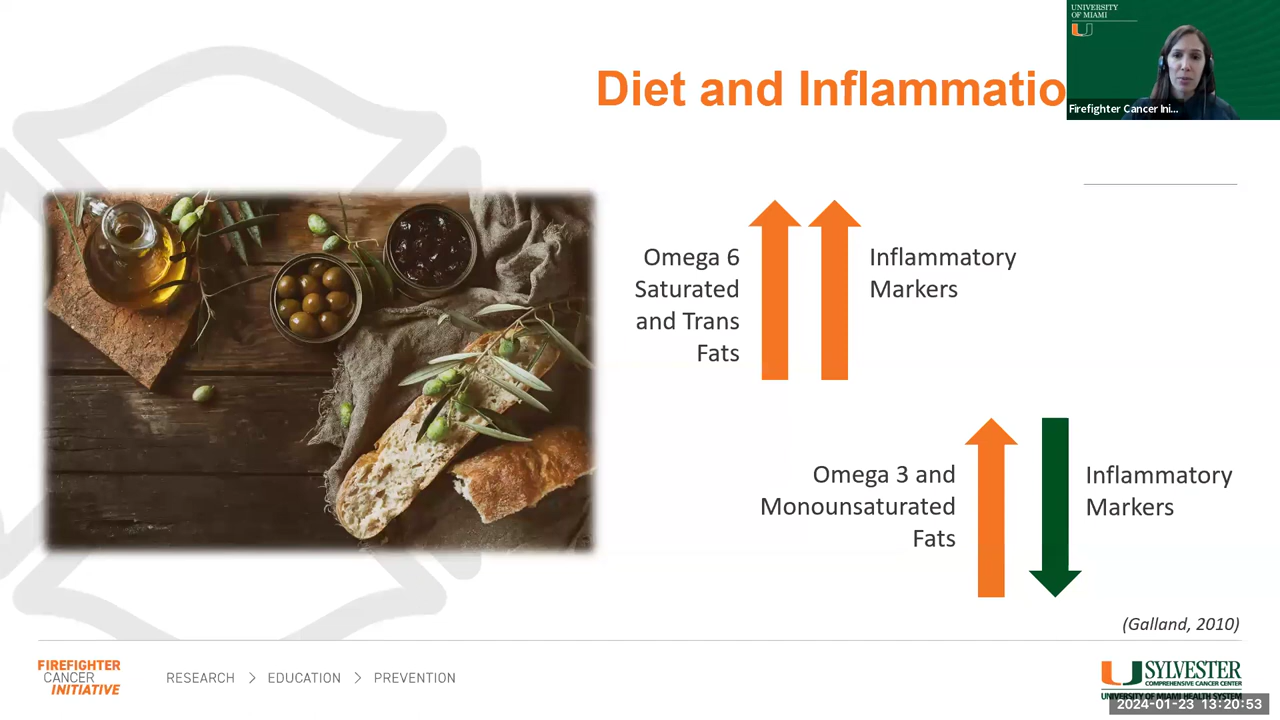 UNIVERSITY
OF MIAMI
Diet and Inflammatio
Firefighter Cancer Ini...
Omega 6
Saturated
and Trans
Fats
Inflammatory
Markers
Omega 3 and
Monounsaturated
Fats
Inflammatory
Markers
(Galland, 2010)
FIREFIGHTER
CANCER
INITIATIVE
RESEARCH > EDUCATION > PREVENTION
SYLVESTER
COMPREHENSIVE CANCER CENTER
UNIVERSITY OF MIAMI HEALTH SYSTEM
2024-01-23 13:20:53